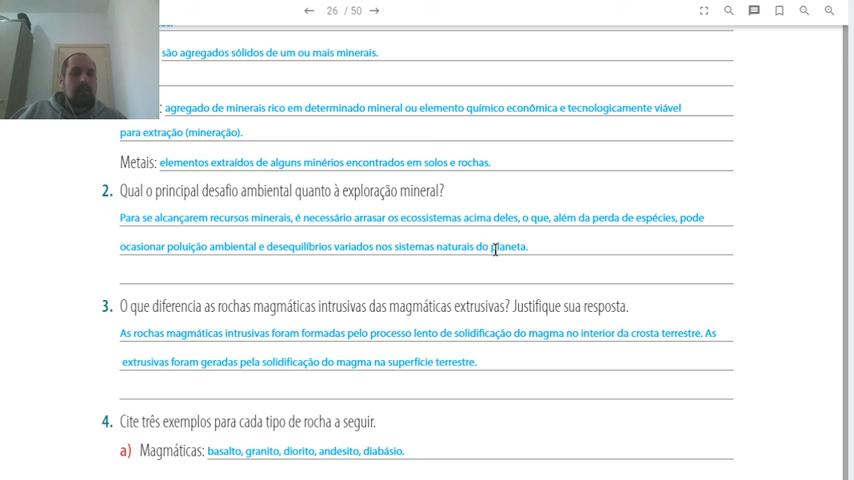 26 / 50
são agregados sólidos de um ou mais minerais.
: agregado de minerais rico em determinado mineral ou elemento químico econômica e tecnologicamente viável
para extração (mineração).
Metais: elementos extraídos de alguns minérios encontrados em solos e rochas.
2. Qual o principal desafio ambiental quanto à exploração mineral?
Para se alcançarem recursos minerais, é necessário arrasar os ecossistemas acima deles, o que, além da perda de espécies, pode
ocasionar poluição ambiental e desequilíbrios variados nos sistemas naturais do planeta.
3. O que diferencia as rochas magmáticas intrusivas das magmáticas extrusivas? Justifique sua resposta.
As rochas magmáticas intrusivas foram formadas pelo processo lento de solidificação do magma no interior da crosta terrestre. As
extrusivas foram geradas pela solidificação do magma na superfície terrestre.
4. Cite três exemplos para cada tipo de rocha a seguir.
a) Magmáticas: basalto, granito, diorito, andesito, diabásio.